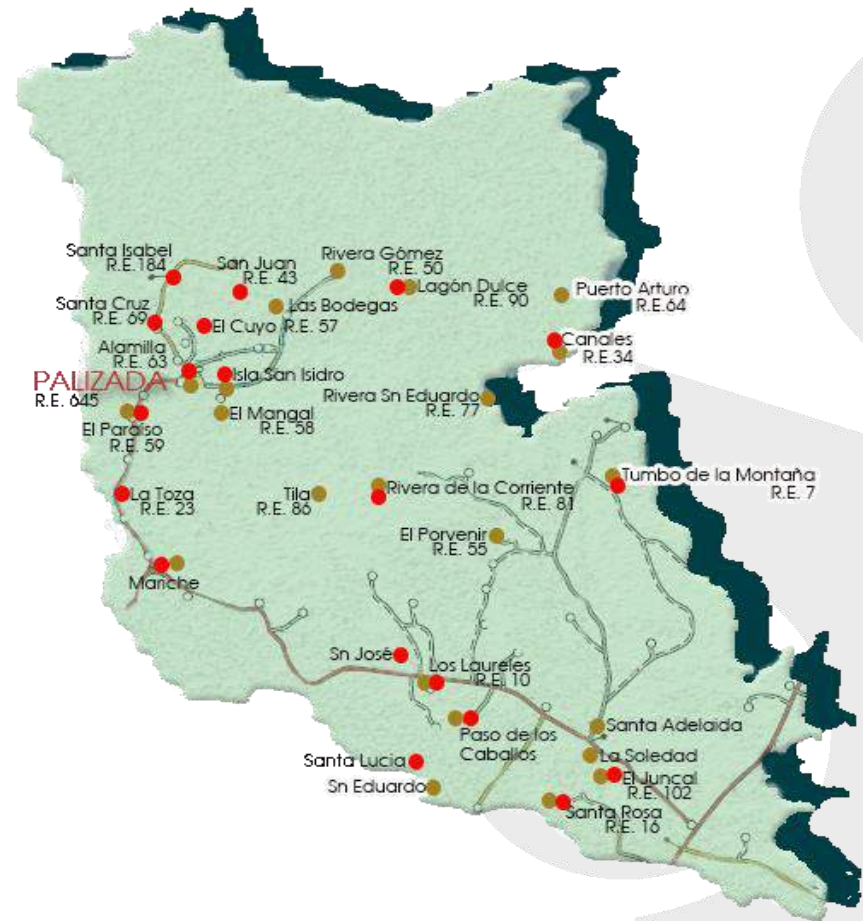 Santa Isabel
R.E.184
San Juan
R.E. 43
Rivera Gómez
R.E. 50
Lagón Dulce
R.E. 90
Puerto Arturo
R.E.64
Santa Cruz
R.E. 69
Las Bodegas
R.E. 57
El Cuyo
Alamilla
R.E. 63
Canales
R.E.34
PALIZADA
R.E. 645
Isla San Isidro
Rivera Sn Eduardo
R.E. 77
El Mangal
R.E. 58
El Paraiso
R.E. 59
La Toza
R.E. 23
Tila
R.E. 86
Rivera de la Corriente
R.E. 81
Tumbo de la Montaña
R.E. 7
El Porvenir
R.E. 55
Mariche
Sn José
Los Laureles
R.E. 10
Paso de los
Caballos
Santa Adelaida
Santa Lucia
La Soledad
Sn Eduardo
El Juncal
R.E. 102
Santa Rosa
R.E. 16